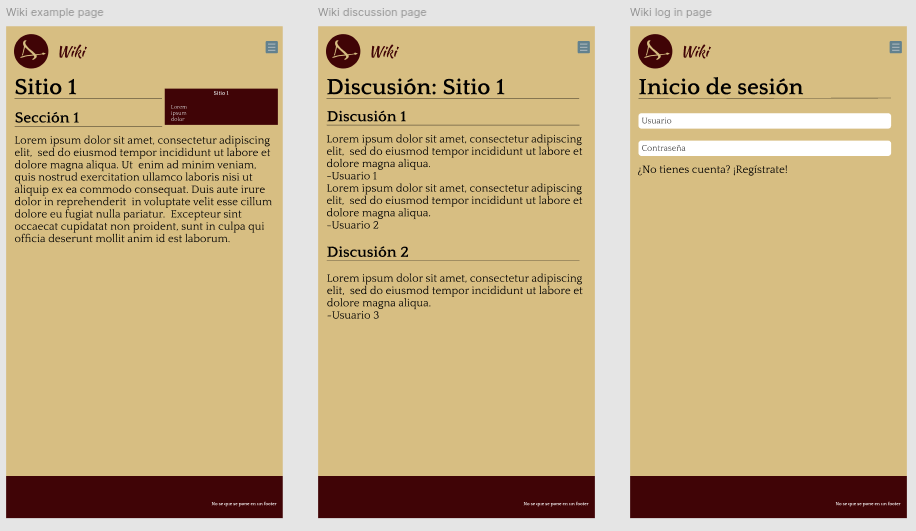 Wiki example page
Wiki
Sitio 1
Sitio 1
Lorem
ipsum
dolur
Sección 1
Lorem ipsum dolor sit amet, consectetur adipiscing
elit, sed do eiusmod tempor incididunt ut labore et
dolore magna aliqua. Ut enim ad minim veniam,
quis nostrud exercitation ullamco laboris nisi ut
aliquip ex ea commodo consequat. Duis aute irure
dolor in reprehenderit in voluptate velit esse cillum
dolore eu fugiat nulla pariatur. Excepteur sint
occaecat cupidatat non proident, sunt in culpa qui
officia deserunt mollit anim id est laborum.
No se que se pone en un footer
Wiki discussion page
Wiki
Discusión: Sitio 1
Discusión 1
Lorem ipsum dolor sit amet, consectetur adipiscing
elit, sed do eiusmod tempor incididunt ut labore et
dolore magna aliqua.
-Usuario 1
Lorem ipsum dolor sit amet, consectetur adipiscing
elit, sed do eiusmod tempor incididunt ut labore et
dolore magna aliqua.
-Usuario 2
Discusión 2
Lorem ipsum dolor sit amet, consectetur adipiscing
elit, sed do eiusmod tempor incididunt ut labore et
dolore magna aliqua.
-Usuario 3
No se que se pone en un footer
Wiki log in page
Wiki
Inicio de sesión
Usuario
Contraseña
¿No tienes cuenta? ¡Regístrate!
No se que se pone en un footer